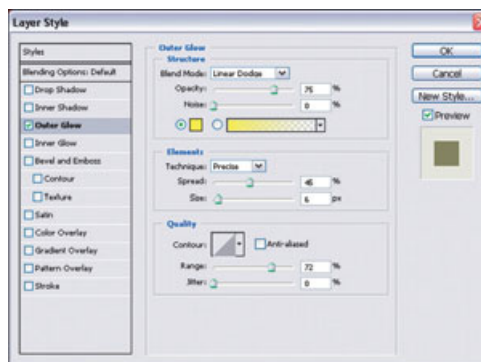 Layer Style
Styles
Blending Options: Default
Drop Shadow
Inner Shadow
Outer Glow
Inner Glow
Bevel and Emboss
Contour
Texture
Satin
Color Overlay
Gradient Overlay
Pattern Overlay
Stroke
Outer Glow
Structure
Blend Mode: Linear Dodge
Opacity: 75 %
Noise: 0 %
Elements
Technique: Precise
Spread: 45 %
Size: 6 px
Quality
Contour: Anti-aliased
Range: 72 %
Jitter: 0 %
OK
Cancel
New Style...
Preview